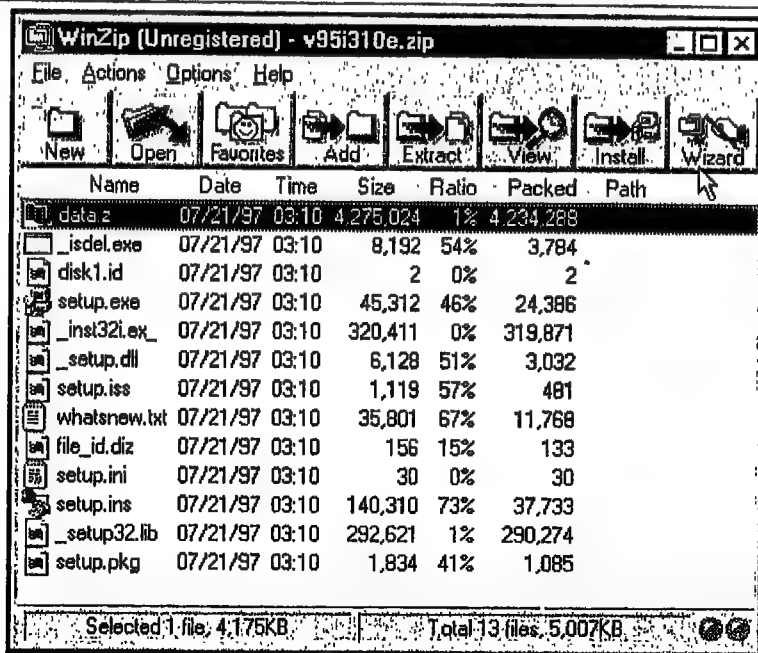 WinZip (Unregistered) - v95i310e.zip
File Actions Options Help
New Open Favorites Add Extract View Install Wizard
Name Date Time Size Ratio Packed Path
data.z 07/21/97 03:10 4,275,024 1% 4,234,288
_isdel.exe 07/21/97 03:10 8,192 54% 3,784
disk1.id 07/21/97 03:10 2 0% 2
setup.exe 07/21/97 03:10 45,312 46% 24,386
_inst32i.ex_ 07/21/97 03:10 320,411 0% 319,871
_setup.dll 07/21/97 03:10 6,128 51% 3,032
setup.iss 07/21/97 03:10 1,119 57% 481
whatsnew.txt 07/21/97 03:10 35,801 67% 11,768
file_id.diz 07/21/97 03:10 156 15% 133
setup.ini 07/21/97 03:10 30 0% 30
setup.ins 07/21/97 03:10 140,310 73% 37,733
_setup32.lib 07/21/97 03:10 292,621 1% 290,274
setup.pkg 07/21/97 03:10 1,834 41% 1,085
Selected 1 file, 4,175KB Total 13 files, 5,007KB